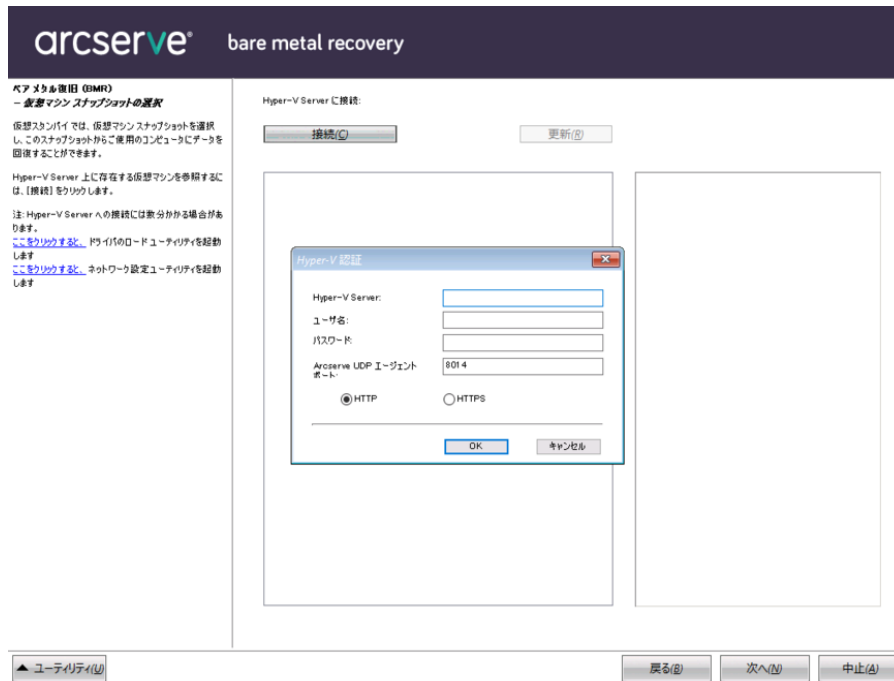 arcserve® bare metal recovery
ベア メタル復旧 (BMR)
- 仮想マシン スナップショットの選択
仮想スタンバイ では、仮想マシン スナップショットを選択
し、このスナップショットからご使用のコンピュータにデータを
回復することができます。
Hyper-V Server 上に存在する仮想マシンを参照するに
は、[接続] をクリックします。
注: Hyper-V Server への接続には数分かかる場合があ
ります。
ここをクリックすると、ドライバのロード ユーティリティを起動
します
ここをクリックすると、ネットワーク設定ユーティリティを起動
します
Hyper-V Server に接続:
接続(C)
更新(R)
Hyper-V 認証
Hyper-V Server:
ユーザ名:
パスワード:
Arcserve UDP エージェント
ポート:
8014
HTTP
HTTPS
OK
キャンセル
ユーティリティ(U)
戻る(B)
次へ(N)
中止(A)